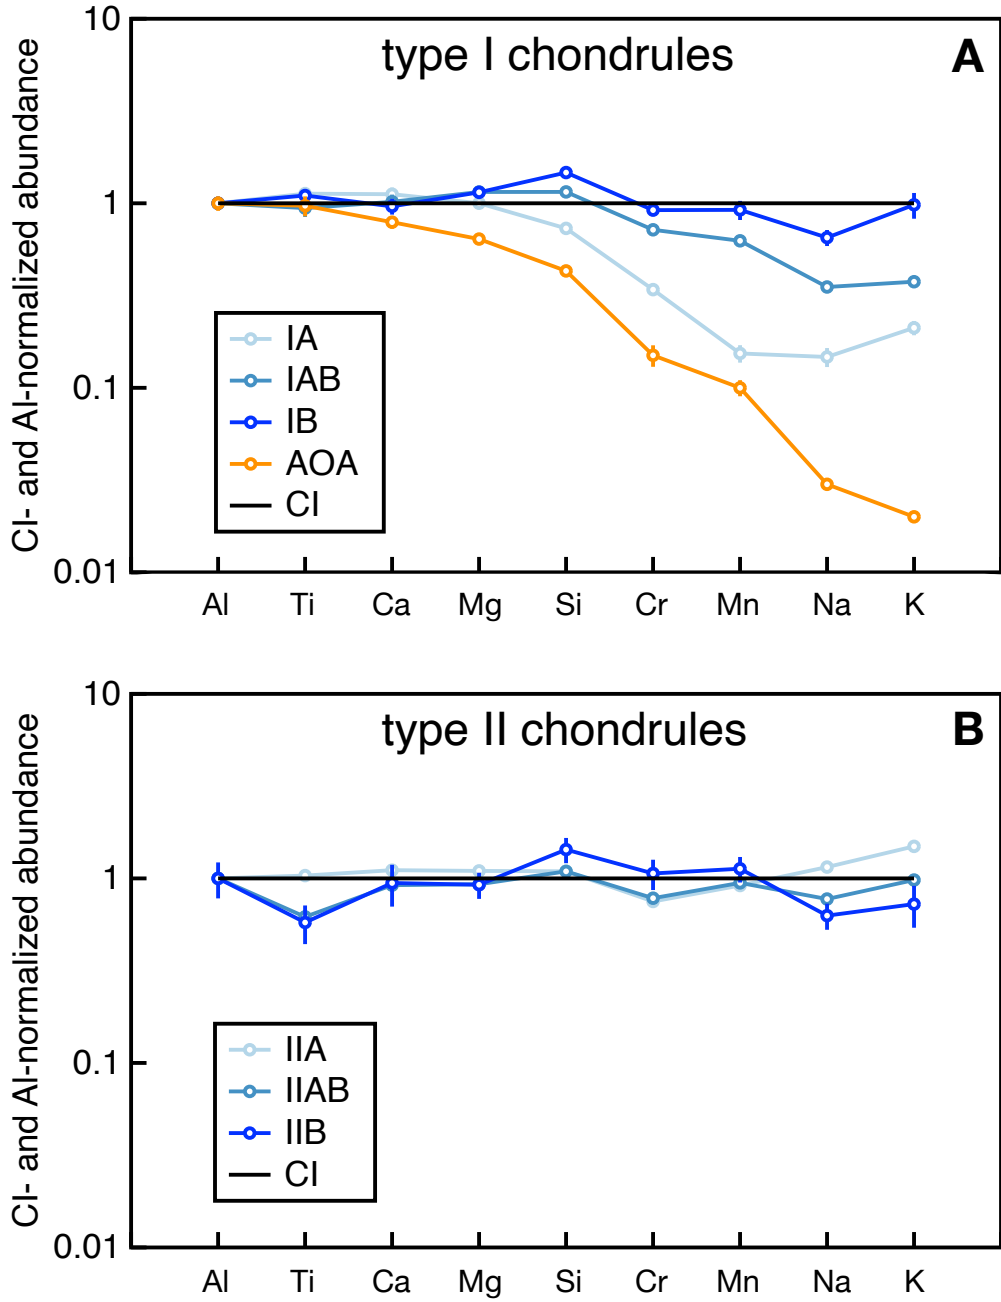 10
type I chondrules
A
CI- and Al-normalized abundance
1
IA
IAB
0.1
IB
AOA
CI
0.01
Al Ti Ca Mg Si Cr Mn Na K
10
type II chondrules
B
CI- and Al-normalized abundance
1
IIA
0.1
IIAB
IIB
CI
0.01
Al Ti Ca Mg Si Cr Mn Na K